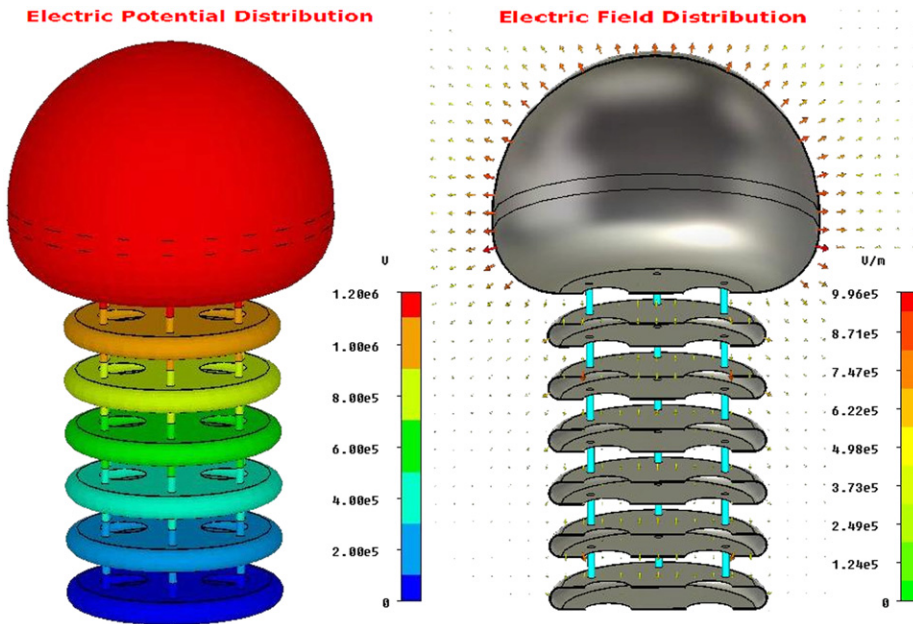 Electric Potential Distribution
Electric Field Distribution
V
1.20e6
1.00e6
8.00e5
6.00e5
4.00e5
2.00e5
0
V/m
9.96e5
8.71e5
7.47e5
6.22e5
4.98e5
3.73e5
2.49e5
1.24e5
0